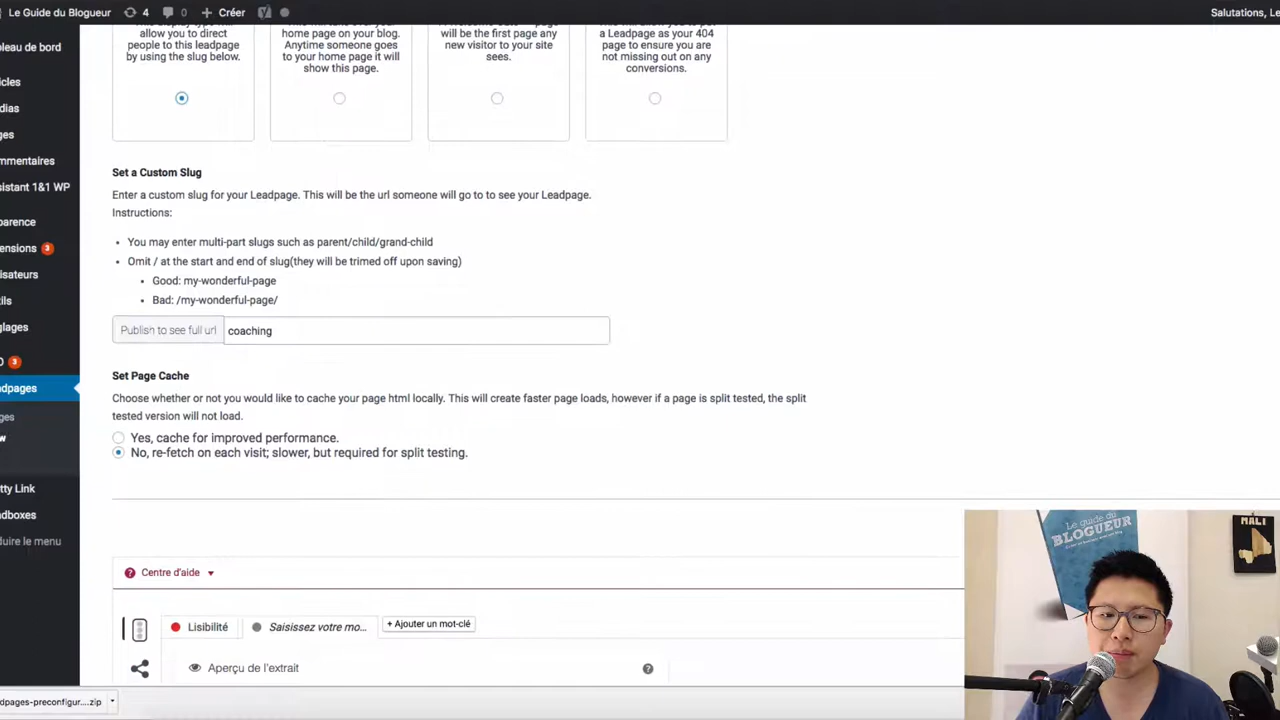 Le Guide du Blogueur 4 0 + Créer Salutations, Le
leau de bord
icles
dias
ges
mmentaires
sistant 1&1 WP
parence
ensions 3
isateurs
tils
glages
O 3
adpages
ges
w
tty Link
adboxes
duire le menu
allow you to direct
people to this leadpage
by using the slug below.
home page on your blog.
Anytime someone goes
to your home page it will
show this page.
will be the first page any
new visitor to your site
sees.
a Leadpage as your 404
page to ensure you are
not missing out on any
conversions.
Set a Custom Slug
Enter a custom slug for your Leadpage. This will be the url someone will go to to see your Leadpage.
Instructions:
• You may enter multi-part slugs such as parent/child/grand-child
• Omit / at the start and end of slug(they will be trimed off upon saving)
• Good: my-wonderful-page
• Bad: /my-wonderful-page/
Publish to see full url coaching
Set Page Cache
Choose whether or not you would like to cache your page html locally. This will create faster page loads, however if a page is split tested, the split
tested version will not load.
Yes, cache for improved performance.
No, re-fetch on each visit; slower, but required for split testing.
? Centre d'aide
Lisibilité Saisissez votre mo... + Ajouter un mot-clé
Aperçu de l'extrait ?
adpages-preconfigur....zip
Le guide du
BLOGUEUR
MALI